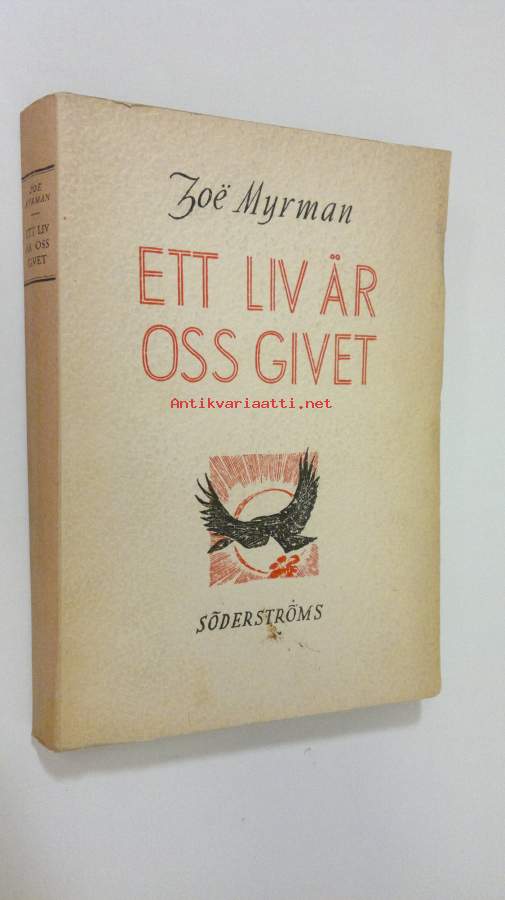 ZOË
MYRMAN
ETT LIV
ÄR OSS
GIVET
Zoë Myrman
ETT LIV ÄR
OSS GIVET
Antikvariaatti.net
SÖDERSTRÖMS